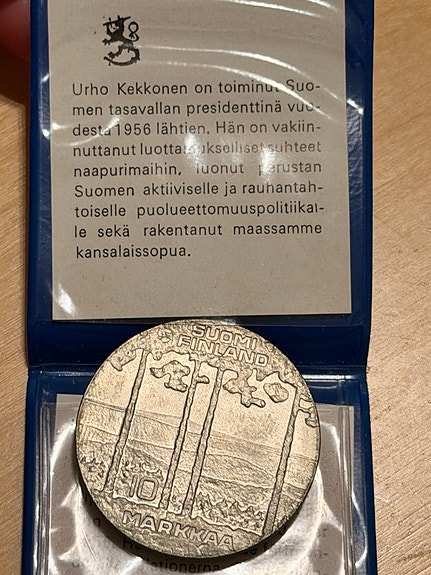 Urho Kekkonen on toiminut Suo-
men tasavallan presidenttinä vuo-
desta 1956 lähtien. Hän on vakiin-
nuttanut luottamukselliset suhteet
naapurimaihin, luonut perustan
Suomen aktiiviselle ja rauhantah-
toiselle puolueettomuuspolitiikal-
le sekä rakentanut maassamme
kansalaissopua.
SUOMI
FINLAND
10
MARKKAA